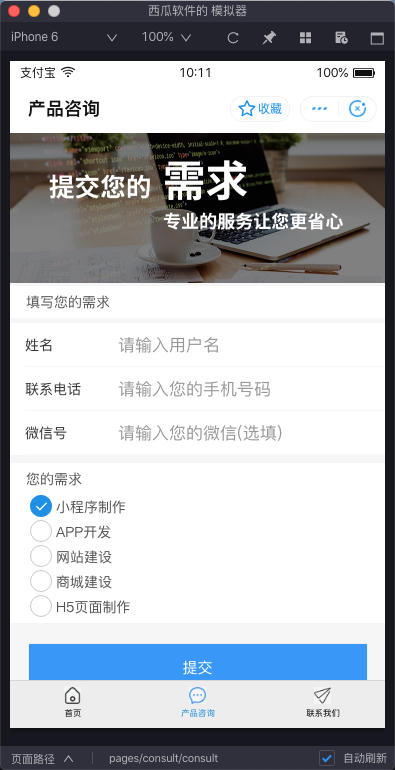 西瓜软件的 模拟器
iPhone 6 100%
支付宝 10:11 100%
产品咨询 收藏
提交您的 需求
专业的服务让您更省心
填写您的需求
姓名 请输入用户名
联系电话 请输入您的手机号码
微信号 请输入您的微信(选填)
您的需求
小程序制作
APP开发
网站建设
商城建设
H5页面制作
提交
首页 产品咨询 联系我们
页面路径 pages/consult/consult 自动刷新